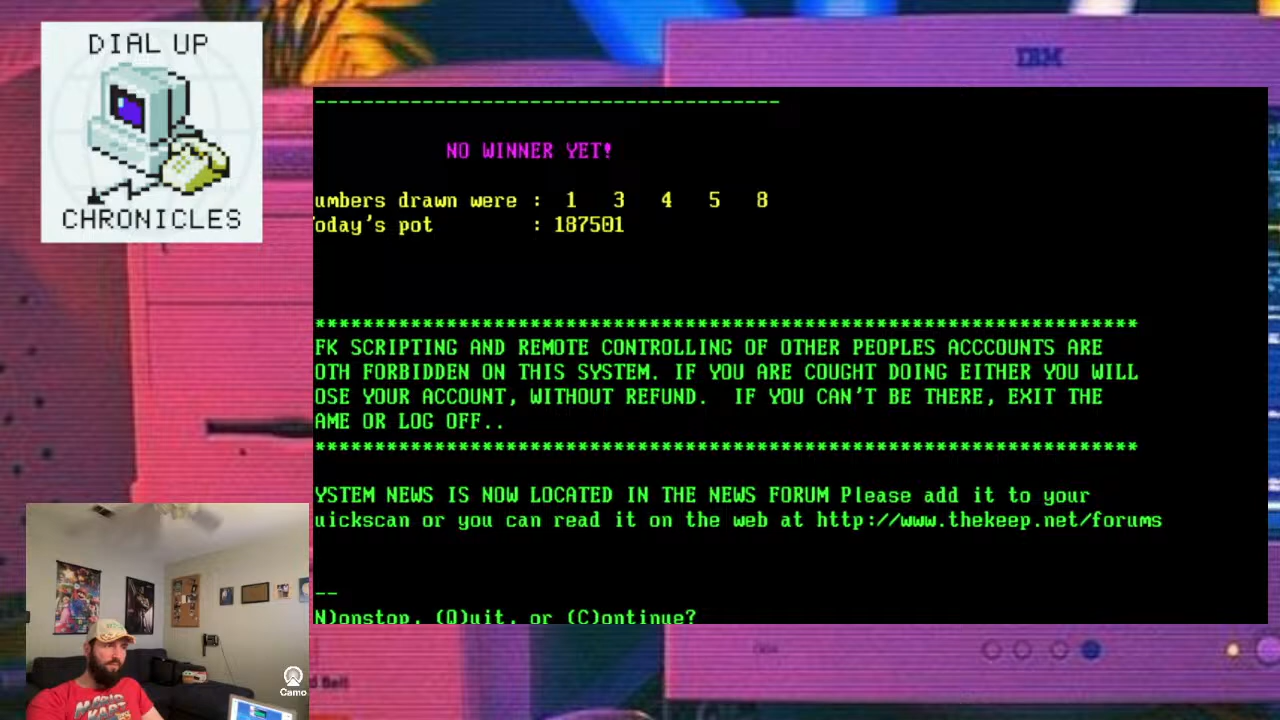 DIAL UP
CHRONICLES
IBM
NO WINNER YET!
umbers drawn were : 1 3 4 5 8
oday's pot : 187501
*********************************************************************
FK SCRIPTING AND REMOTE CONTROLLING OF OTHER PEOPLES ACCCOUNTS ARE
OTH FORBIDDEN ON THIS SYSTEM. IF YOU ARE COUGHT DOING EITHER YOU WILL
OSE YOUR ACCOUNT, WITHOUT REFUND. IF YOU CAN'T BE THERE, EXIT THE
AME OR LOG OFF..
*********************************************************************
YSTEM NEWS IS NOW LOCATED IN THE NEWS FORUM Please add it to your
uickscan or you can read it on the web at http://www.thekeep.net/forums
--
N)onstop, (Q)uit, or (C)ontinue?
Camo
d Bell